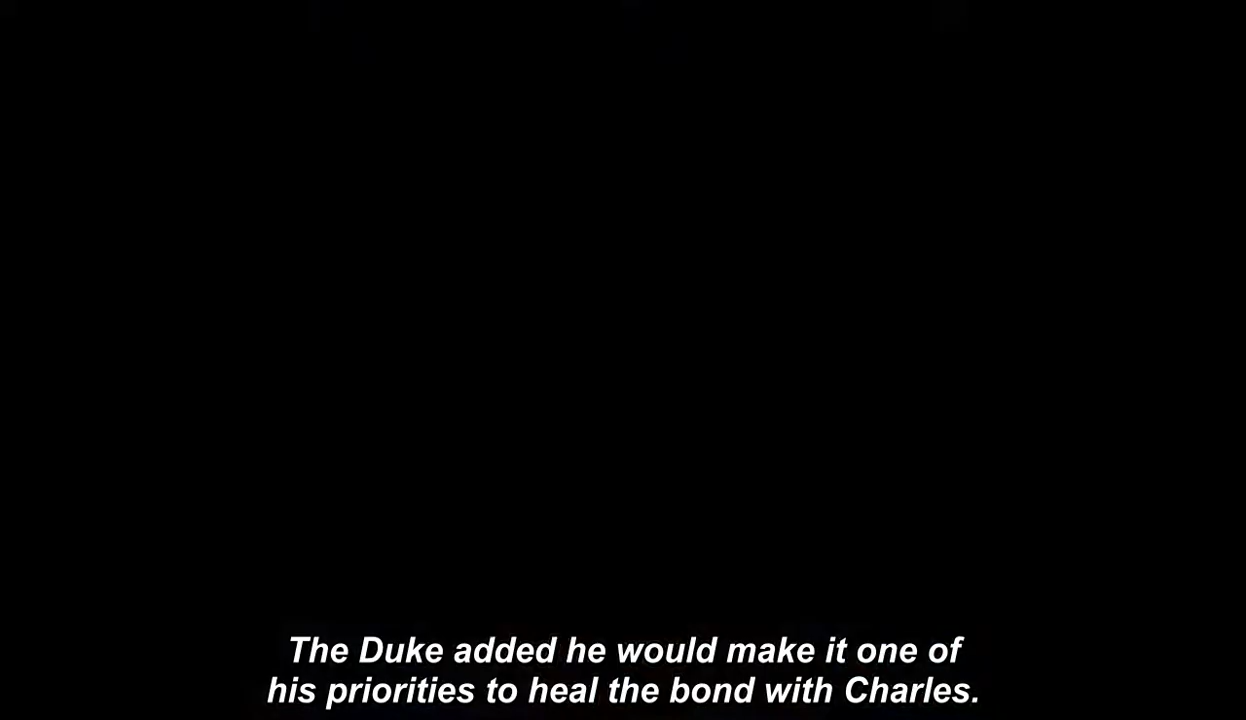 The Duke added he would make it one of
his priorities to heal the bond with Charles.